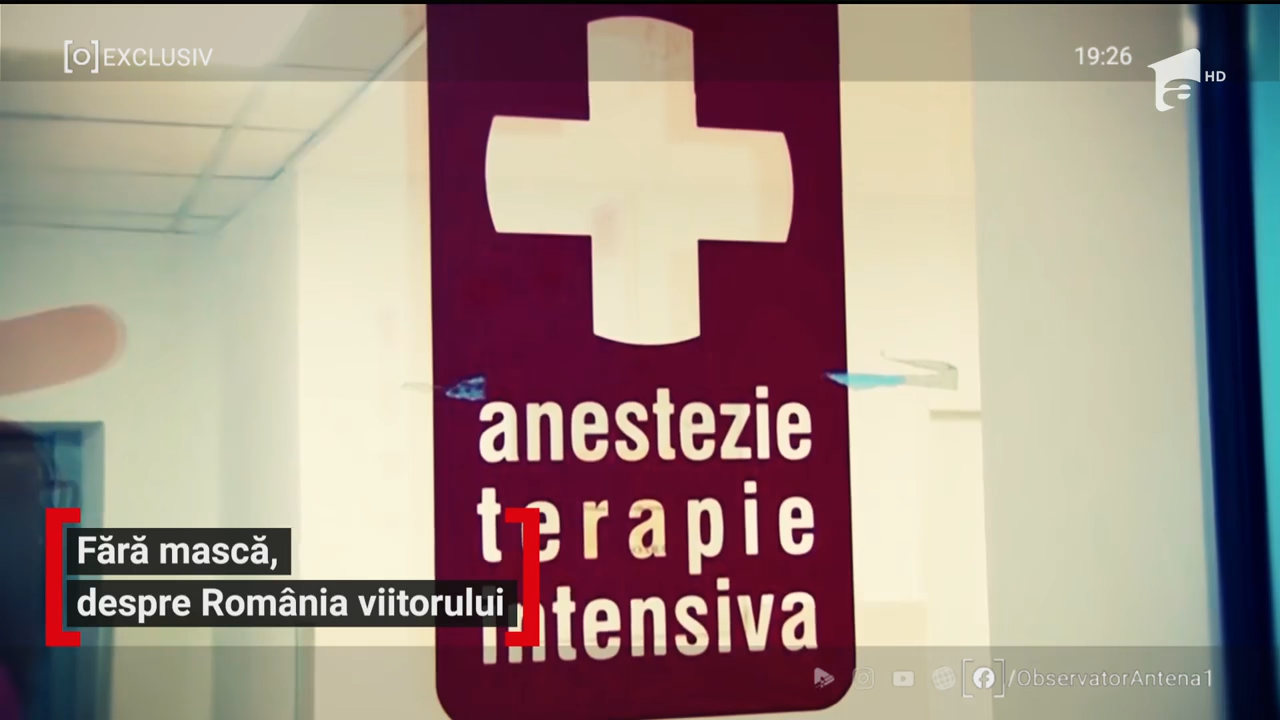 [o]EXCLUSIV
19:26
HD
anestezie
terapie
intensiva
Fără mască,
despre România viitorului
/ObservatorAntena1